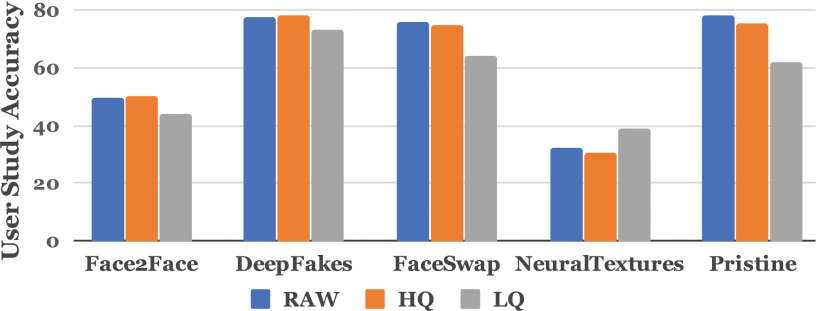 User Study Accuracy
80
60
40
20
0
Face2Face DeepFakes FaceSwap NeuralTextures Pristine
RAW HQ LQ